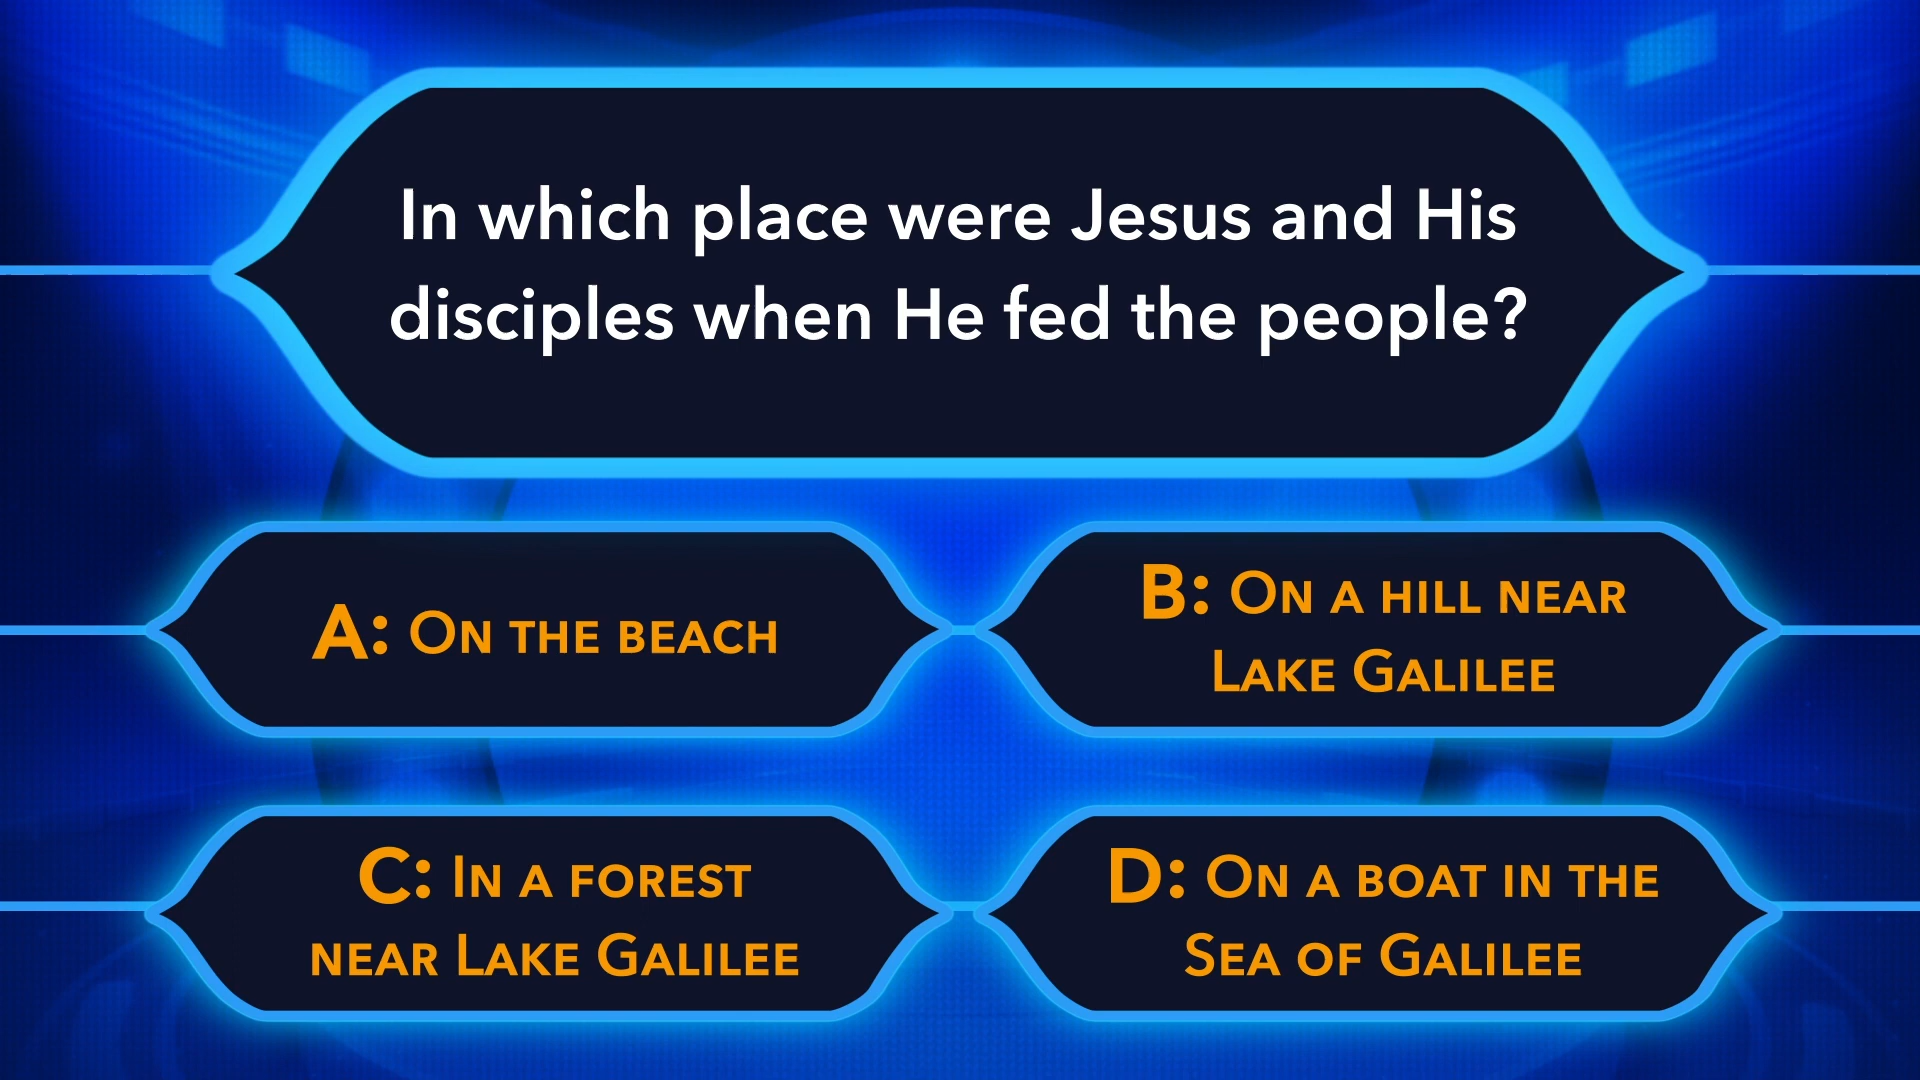 In which place were Jesus and His
disciples when He fed the people?
A: On the beach
B: On a hill near
Lake Galilee
C: In a forest
near Lake Galilee
D: On a boat in the
Sea of Galilee